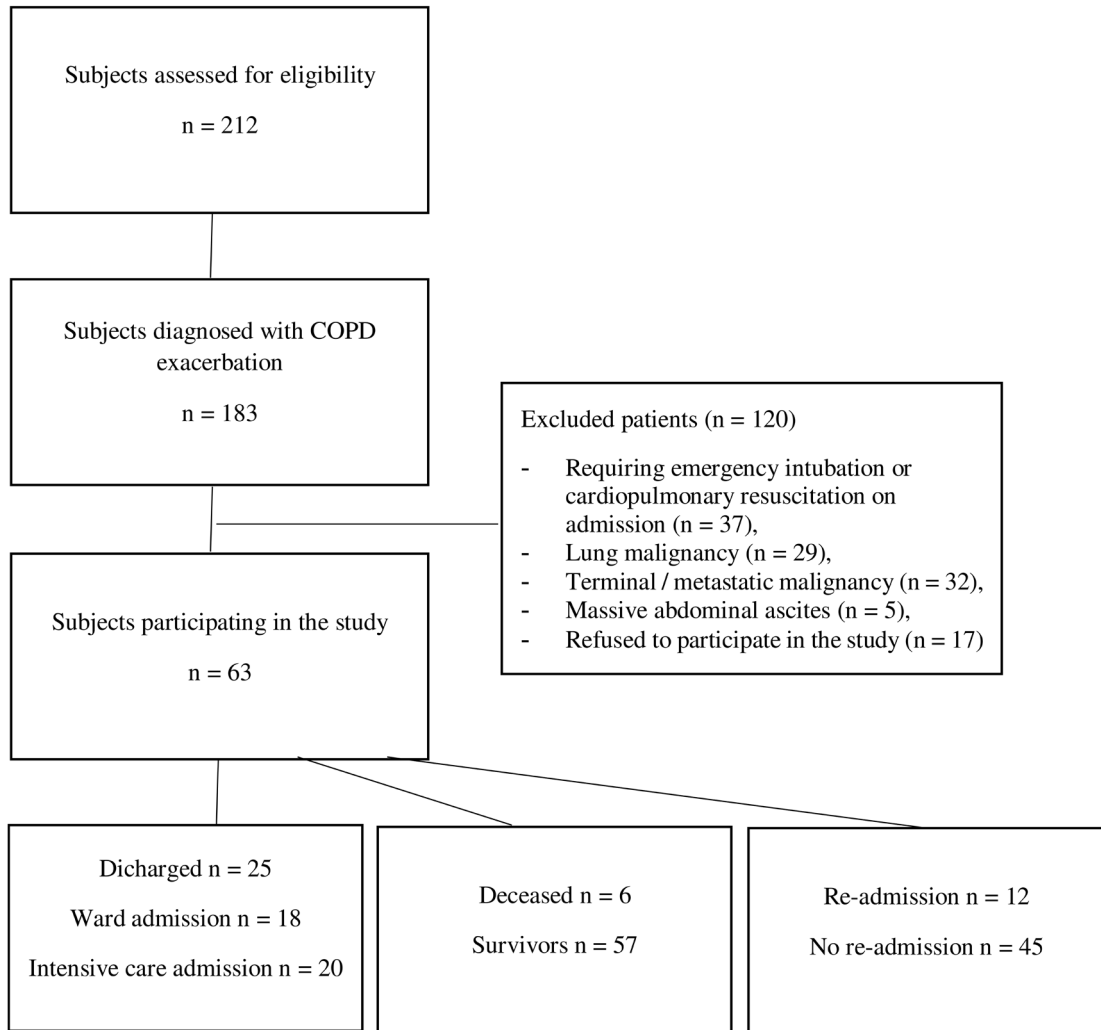 Subjects assessed for eligibility
n = 212
Subjects diagnosed with COPD
exacerbation
n = 183
Excluded patients (n = 120)
- Requiring emergency intubation or
cardiopulmonary resuscitation on
admission (n = 37),
- Lung malignancy (n = 29),
- Terminal / metastatic malignancy (n = 32),
- Massive abdominal ascites (n = 5),
- Refused to participate in the study (n = 17)
Subjects participating in the study
n = 63
Dicharged n = 25
Ward admission n = 18
Intensive care admission n = 20
Deceased n = 6
Survivors n = 57
Re-admission n = 12
No re-admission n = 45